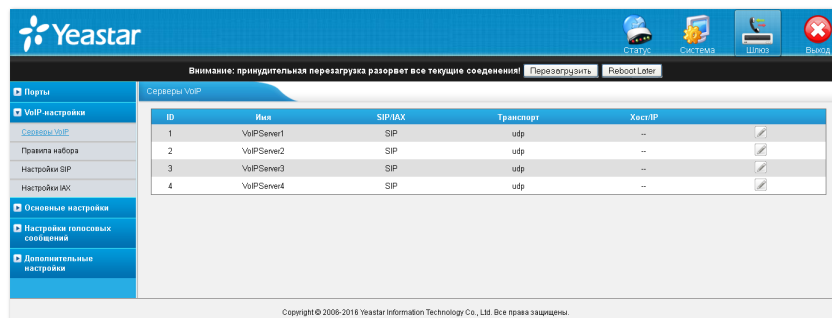 Yeastar
Статус
Система
Шлюз
Выход
Внимание: принудительная перезагрузка разорвет все текущие соеденения! Перезагрузить Reboot Later
Порты
Серверы VoIP
VoIP-настройки
ID Имя SIP/IAX Транспорт Хост/IP
Серверы VoIP
1 VoIPServer1 SIP udp --
Правила набора
2 VoIPServer2 SIP udp --
Настройки SIP
3 VoIPServer3 SIP udp --
Настройки IAX
4 VoIPServer4 SIP udp --
Основные настройки
Настройки голосовых
сообщений
Дополнительные
настройки
Copyright © 2006-2016 Yeastar Information Technology Co., Ltd. Все права защищены.